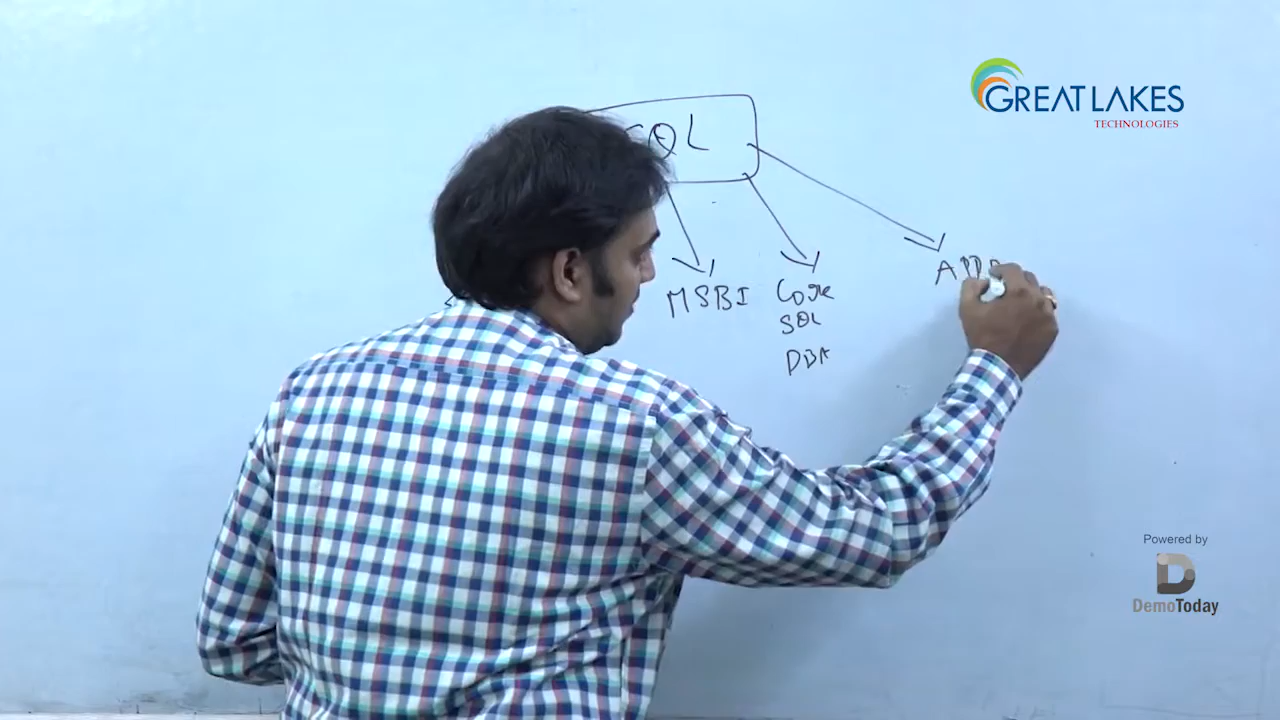 GREAT LAKES
TECHNOLOGIES
SQL
MSBI
Core
SQL
DBA
Powered by
D
DemoToday